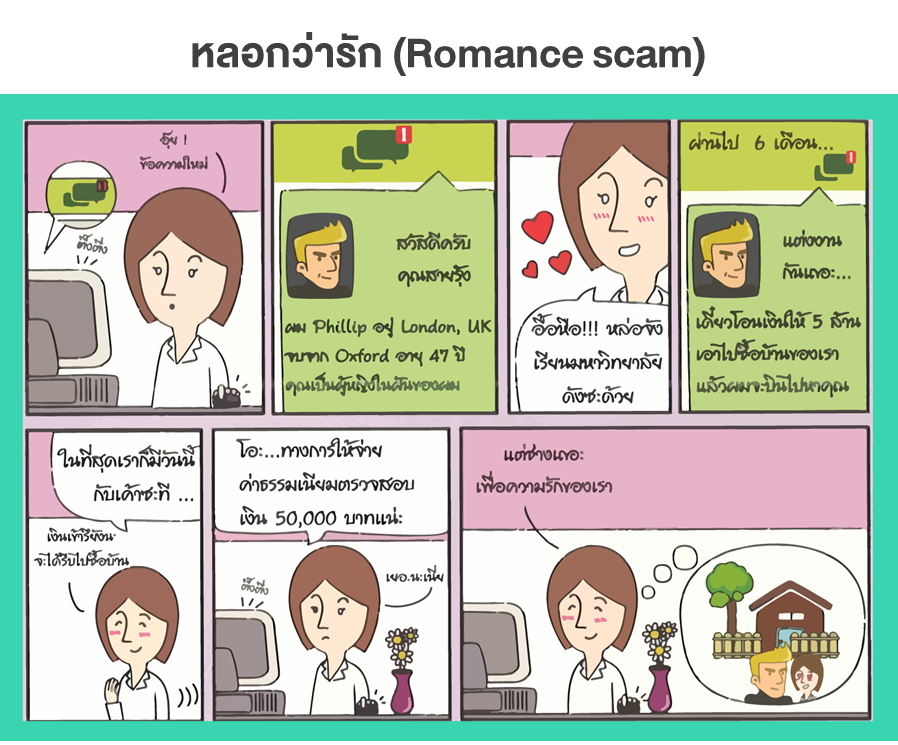 หลอกว่ารัก (Romance scam)
อุ๊ย !
ข้อความใหม่
ติ๊งติ่ง
1
สวัสดีครับ
คุณสายรุ้ง
ผม Phillip อยู่ London, UK
จบจาก Oxford อายุ 47 ปี
คุณเป็นผู้หญิงในฝันของผม
อื้อฮือ!!! หล่อจัง
เรียนมหาวิทยาลัย
ดังซะด้วย
ผ่านไป 6 เดือน...
1
แต่งงาน
กันเถอะ...
เดี๋ยวโอนเงินให้ 5 ล้าน
เอาไปซื้อบ้านของเรา
แล้วผมจะบินไปหาคุณ
ในที่สุดเราก็มีวันนี้
กับเค้าซะที ...
เงินเข้ารึยังนะ
จะได้รีบไปซื้อบ้าน
โอะ...ทางการให้จ่าย
ค่าธรรมเนียมตรวจสอบ
เงิน 50,000 บาทแน่ะ
ติ๊งติ่ง
เยอะนะเนี่ย
แต่ช่างเถอะ
เพื่อความรักของเรา